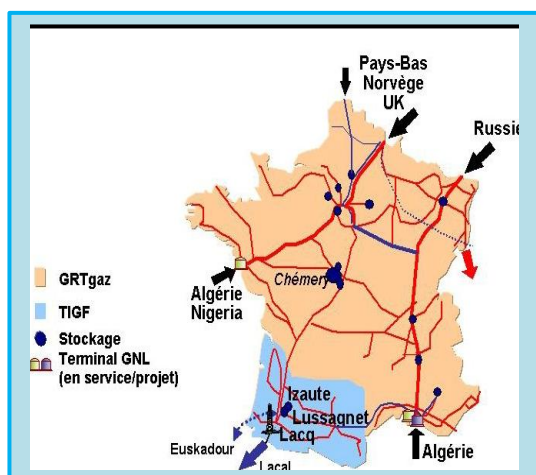 Pays-Bas
Norvège
UK
Russie
GRTgaz
TIGF
Stockage
Terminal GNL
(en service/projet)
Chémery
Algérie
Nigeria
Izaute
Lussagnet
Lacq
Euskadour
Lacal
Algérie